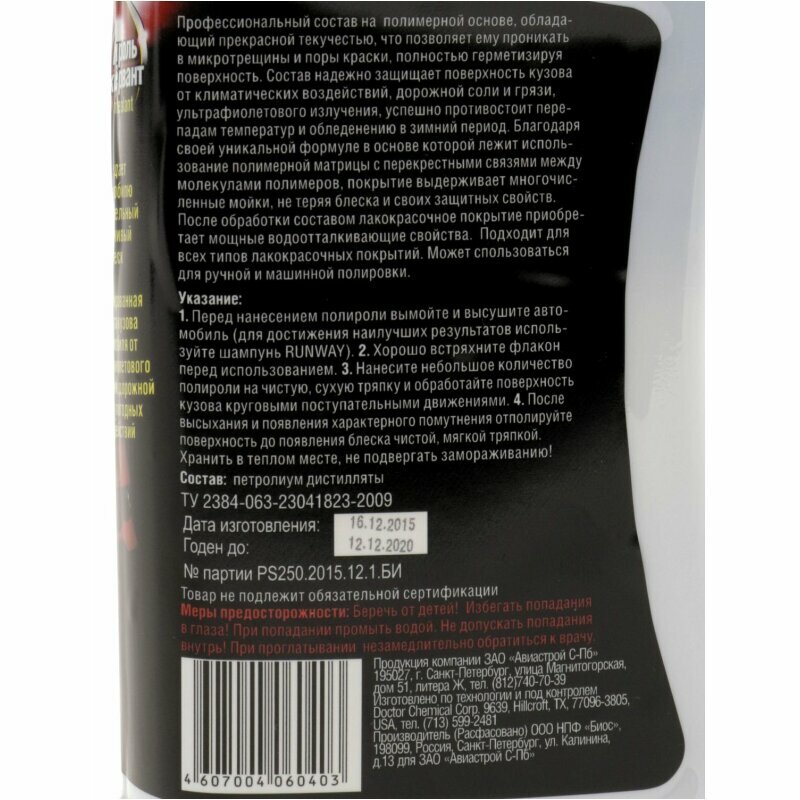 Профессиональный состав на полимерной основе, облада-
ющий прекрасной текучестью, что позволяет ему проникать
в микротрещины и поры краски, полностью герметизируя
поверхность. Состав надежно защищает поверхность кузова
от климатических воздействий, дорожной соли и грязи,
ультрафиолетового излучения, успешно противостоит пере-
падам температур и обледенению в зимний период. Благодаря
своей уникальной формуле в основе которой лежит исполь-
зование полимерной матрицы с перекрестными связями между
молекулами полимеров, покрытие выдерживает многочис-
ленные мойки, не теряя блеска и своих защитных свойств.
После обработки составом лакокрасочное покрытие приобре-
тает мощные водоотталкивающие свойства. Подходит для
всех типов лакокрасочных покрытий. Может спользоваться
для ручной и машинной полировки.
Указание:
1. Перед нанесением полироли вымойте и высушите авто-
мобиль (для достижения наилучших результатов исполь-
зуйте шампунь RUNWAY). 2. Хорошо встряхните флакон
перед использованием. 3. Нанесите небольшое количество
полироли на чистую, сухую тряпку и обработайте поверхность
кузова круговыми поступательными движениями. 4. После
высыхания и появления характерного помутнения отполируйте
поверхность до появления блеска чистой, мягкой тряпкой.
Хранить в теплом месте, не подвергать замораживанию!
Состав: петролиум дистилляты
ТУ 2384-063-23041823-2009
Дата изготовления: 16.12.2015
Годен до: 12.12.2020
№ партии PS250.2015.12.1.БИ
Товар не подлежит обязательной сертификации
Меры предосторожности: Беречь от детей! Избегать попадания
в глаза! При попадании промыть водой. Не допускать попадания
внутрь! При проглатывании незамедлительно обратиться к врачу.
Продукция компании ЗАО «Авиастрой С-Пб»
195027, г. Санкт-Петербург, улица Магнитогорская,
дом 51, литера Ж, тел. (812)740-70-39
Изготовлено по технологии и под контролем
Doctor Chemical Corp. 9639, Hillcroft, TX, 77096-3805,
USA, тел. (713) 599-2481
Производитель (Расфасовано) ООО НПФ «Биос»,
198099, Россия, Санкт-Петербург, ул. Калинина,
д.13 для ЗАО «Авиастрой С-Пб»
4607004060403